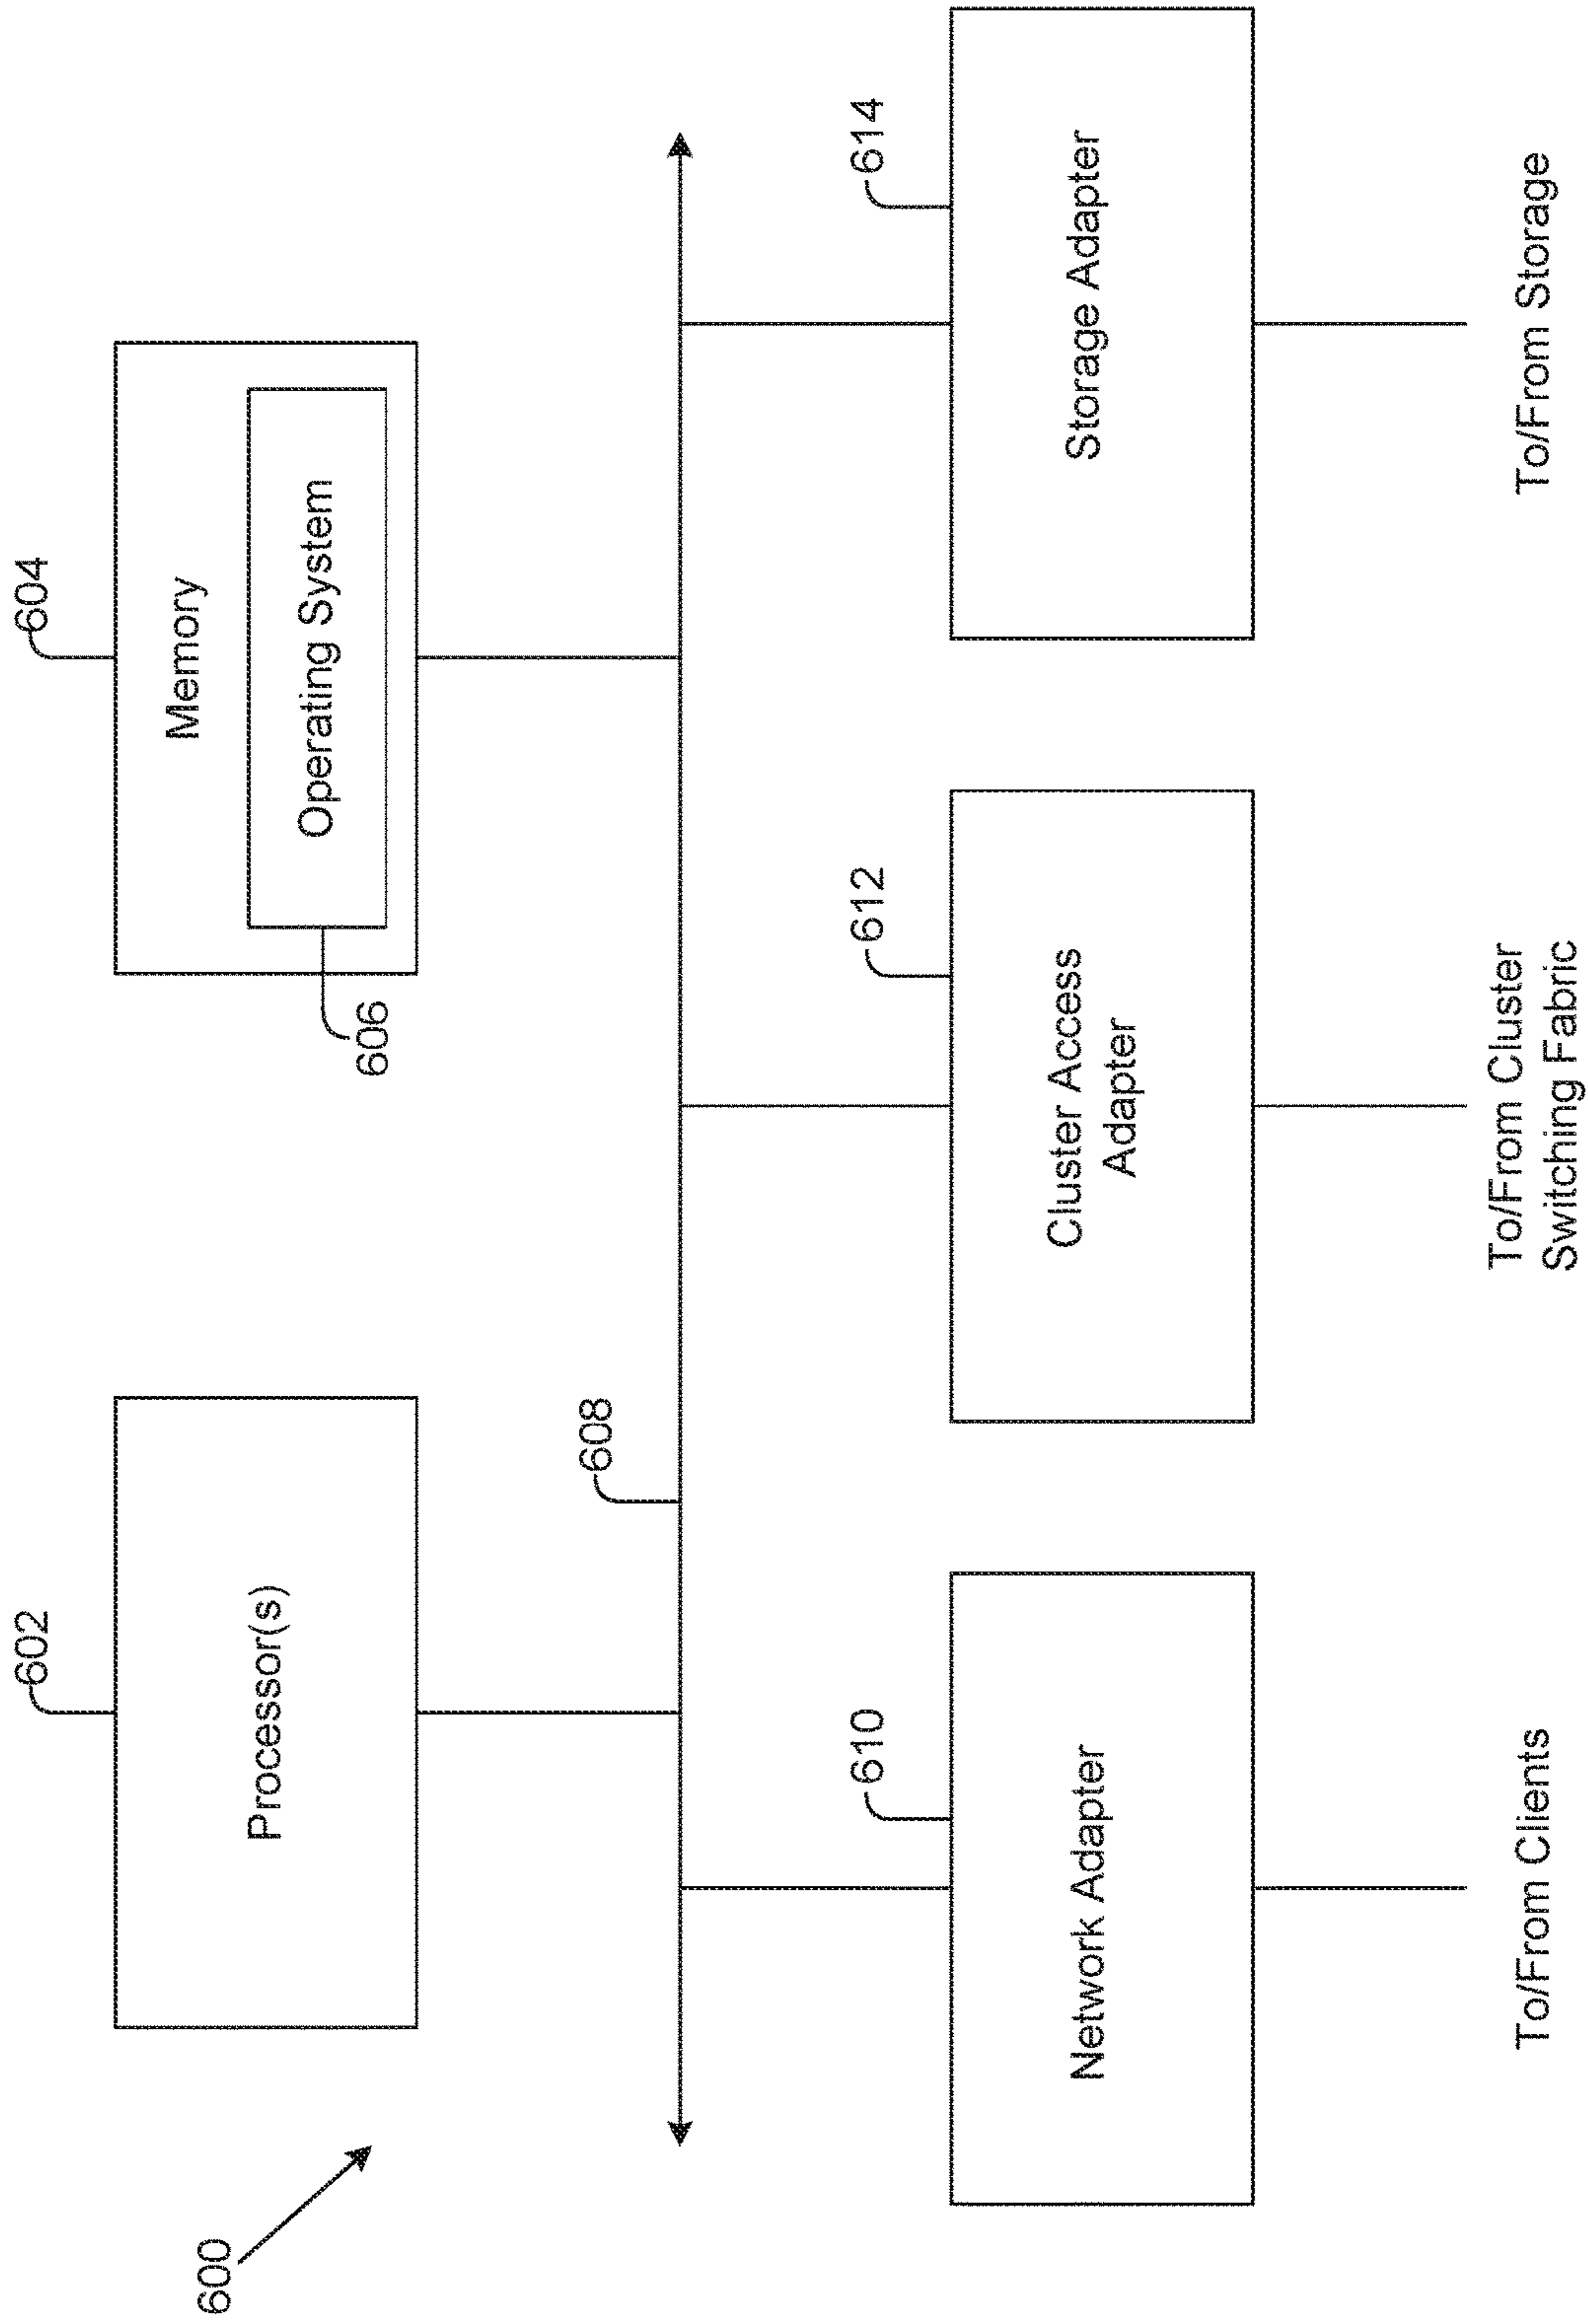 600
602
Processor(s)
604
Memory
Operating System
606
608
610
Network Adapter
612
Cluster Access
Adapter
614
Storage Adapter
To/From Clients
To/From Cluster
Switching Fabric
To/From Storage